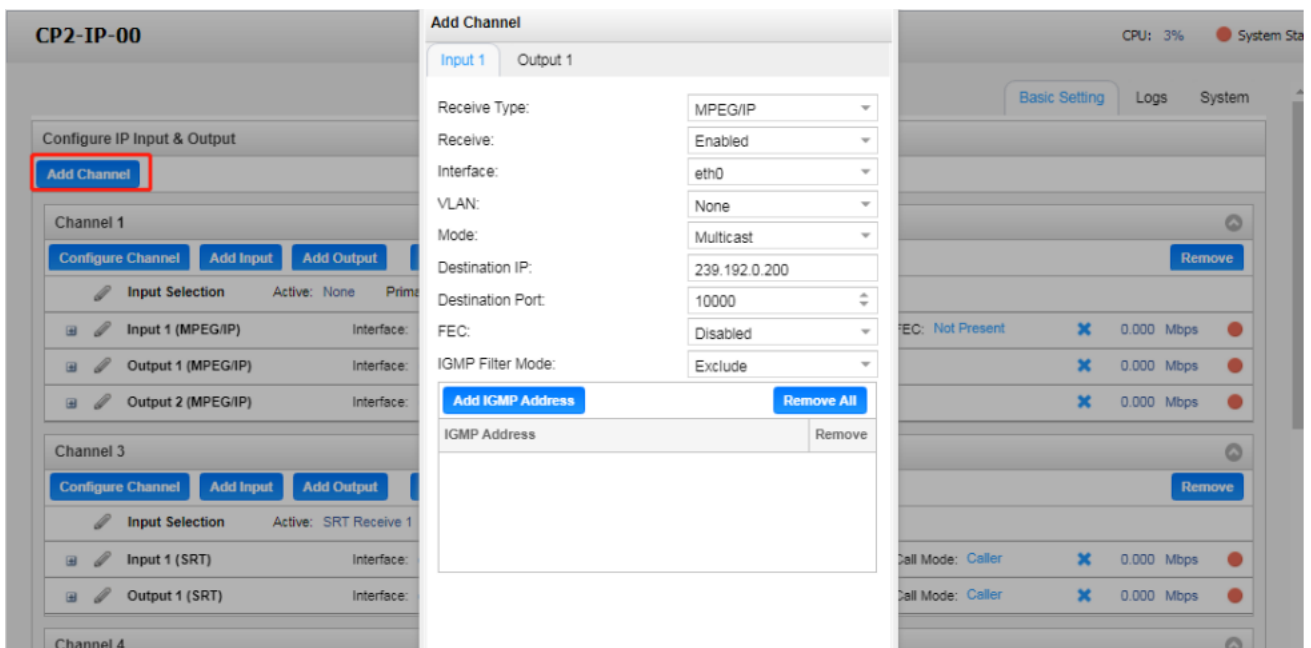 CP2-IP-00
CPU: 3% System Sta
Basic Setting Logs System
Configure IP Input & Output
Add Channel
Channel 1
Configure Channel Add Input Add Output Remove
Input Selection Active: None Prima
Input 1 (MPEG/IP) Interface: FEC: Not Present 0.000 Mbps
Output 1 (MPEG/IP) Interface: 0.000 Mbps
Output 2 (MPEG/IP) Interface: 0.000 Mbps
Channel 3
Configure Channel Add Input Add Output Remove
Input Selection Active: SRT Receive 1
Input 1 (SRT) Interface: Call Mode: Caller 0.000 Mbps
Output 1 (SRT) Interface: Call Mode: Caller 0.000 Mbps
Channel 4
Add Channel
Input 1 Output 1
Receive Type: MPEG/IP
Receive: Enabled
Interface: eth0
VLAN: None
Mode: Multicast
Destination IP: 239.192.0.200
Destination Port: 10000
FEC: Disabled
IGMP Filter Mode: Exclude
Add IGMP Address Remove All
IGMP Address Remove